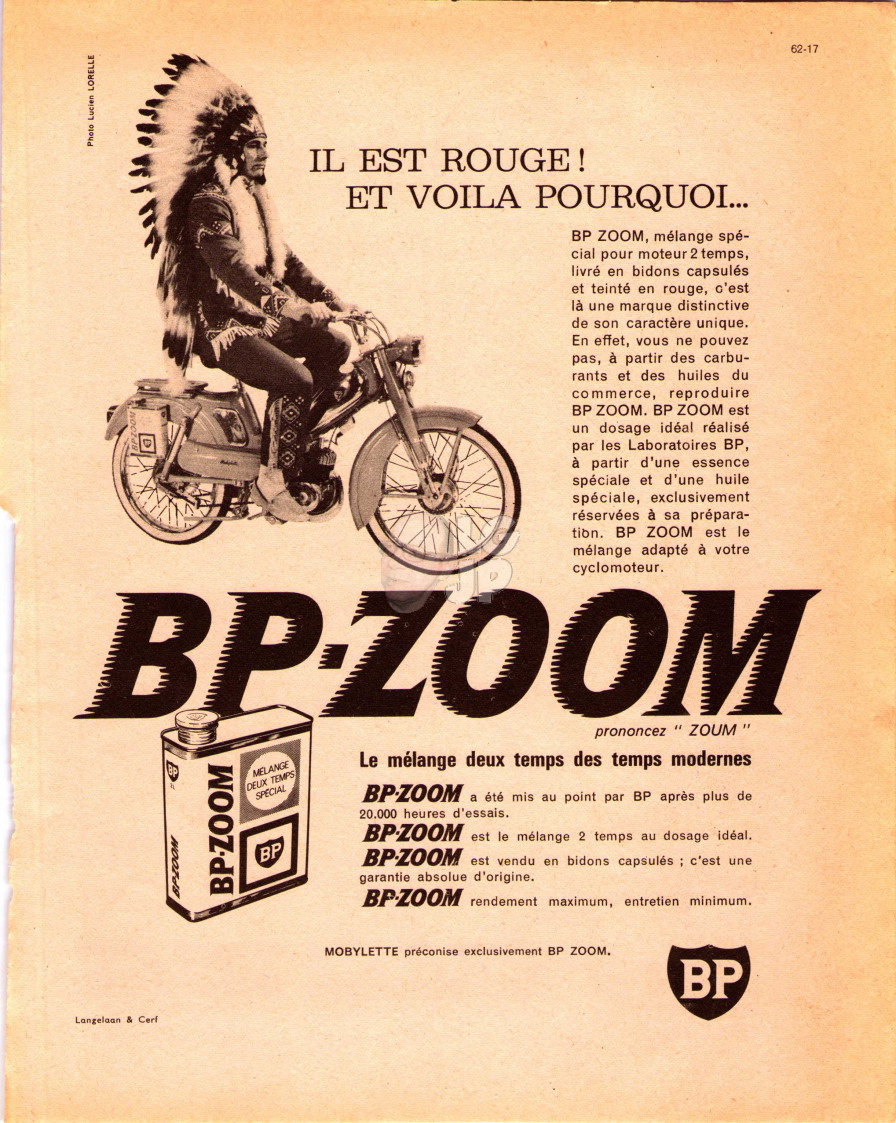 62-17
Photo Lucien LORELLE
IL EST ROUGE !
ET VOILA POURQUOI...
BP ZOOM, mélange spé-
cial pour moteur 2 temps,
livré en bidons capsulés
et teinté en rouge, c'est
là une marque distinctive
de son caractère unique.
En effet, vous ne pouvez
pas, à partir des carbu-
rants et des huiles du
commerce, reproduire
BP ZOOM. BP ZOOM est
un dosage idéal réalisé
par les Laboratoires BP,
à partir d'une essence
spéciale et d'une huile
spéciale, exclusivement
réservées à sa prépara-
tion. BP ZOOM est le
mélange adapté à votre
cyclomoteur.
BP-ZOOM
BP-ZOOM
prononcez “ ZOUM ”
BP
BP-ZOOM
BP-ZOOM
MÉLANGE
DEUX TEMPS
SPÉCIAL
BP
Le mélange deux temps des temps modernes
BP-ZOOM a été mis au point par BP après plus de
20.000 heures d'essais.
BP-ZOOM est le mélange 2 temps au dosage idéal.
BP-ZOOM est vendu en bidons capsulés ; c'est une
garantie absolue d'origine.
BP-ZOOM rendement maximum, entretien minimum.
MOBYLETTE préconise exclusivement BP ZOOM.
BP
Langelaan & Cerf